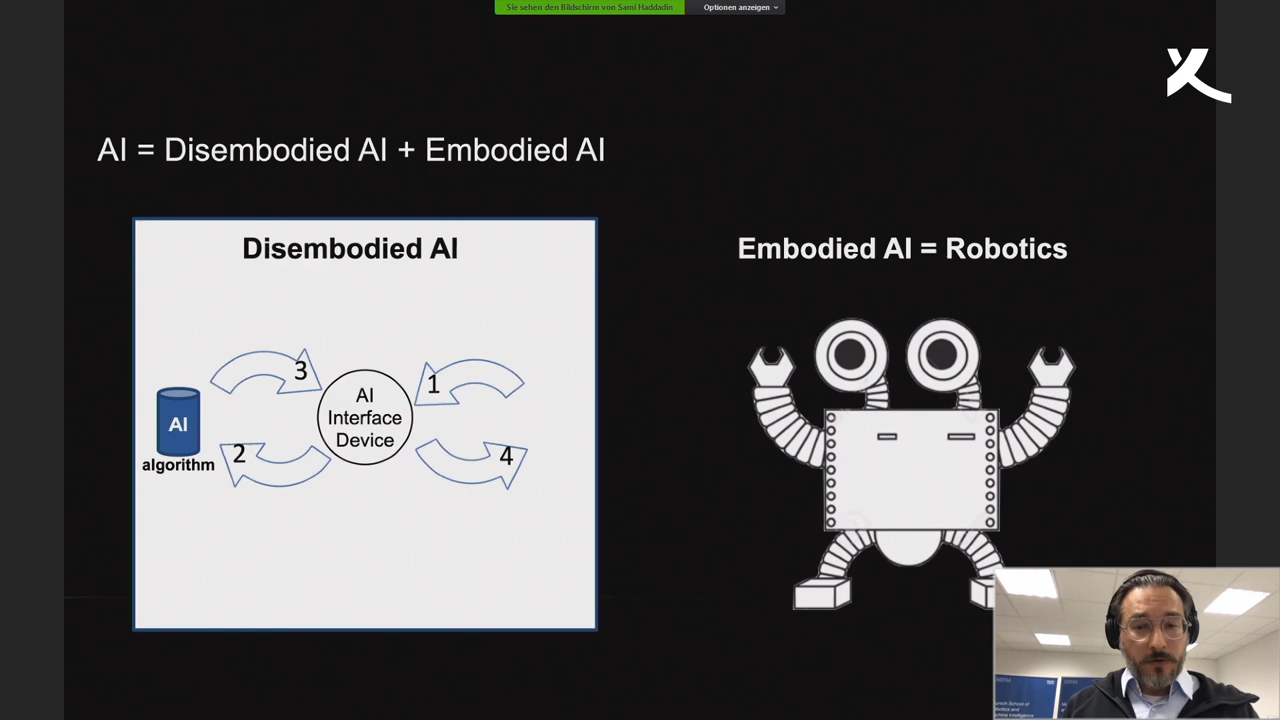 Sie sehen den Bildschirm von Sami Haddadin
Optionen anzeigen
AI = Disembodied AI + Embodied AI
Disembodied AI
Embodied AI = Robotics
3
1
AI
Interface
Device
AI
algorithm
2
4